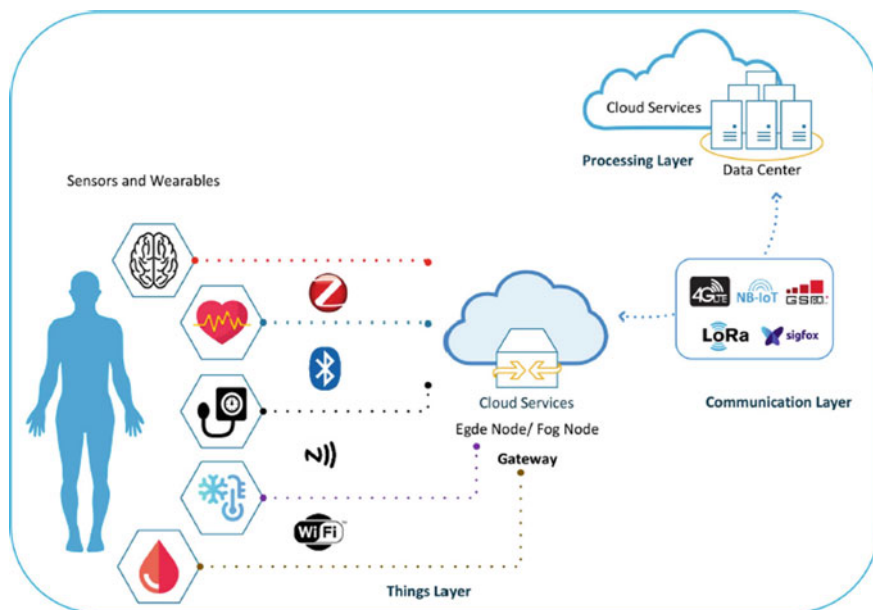 Cloud Services
Processing Layer
Data Center
Sensors and Wearables
4G LTE
NB-IoT
GSM
LoRa
sigfox
Cloud Services
Egde Node/ Fog Node
Gateway
Communication Layer
WiFi
Things Layer